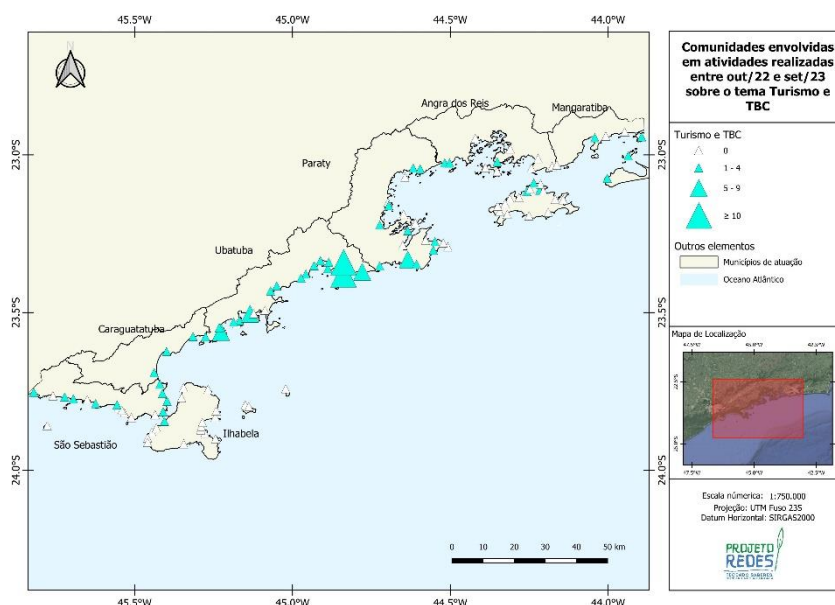 45.5°W 45.0°W 44.5°W 44.0°W
N
Angra dos Reis
Mangaratiba
23.0°S 23.0°S
Paraty
Ubatuba
23.5°S 23.5°S
Caraguatatuba
São Sebastião
Ilhabela
24.0°S 24.0°S
0 10 20 30 40 50 km
45.5°W 45.0°W 44.5°W 44.0°W
Comunidades envolvidas
em atividades realizadas
entre out/22 e set/23
sobre o tema Turismo e
TBC
Turismo e TBC
0
1 - 4
5 - 9
≥ 10
Outros elementos
Municípios de atuação
Oceano Atlântico
Mapa de Localização
Escala númerica: 1:750.000
Projeção: UTM Fuso 23S
Datum Horizontal: SIRGAS2000
PROJETO
REDES